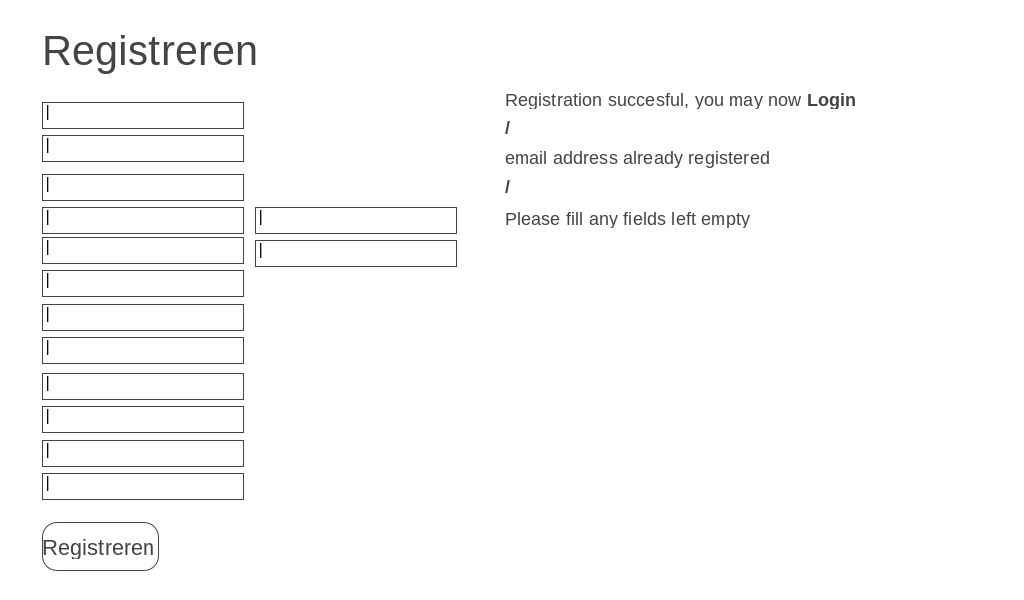 Registreren
Registration succesful, you may now Login
/
email address already registered
/
Please fill any fields left empty
Registreren